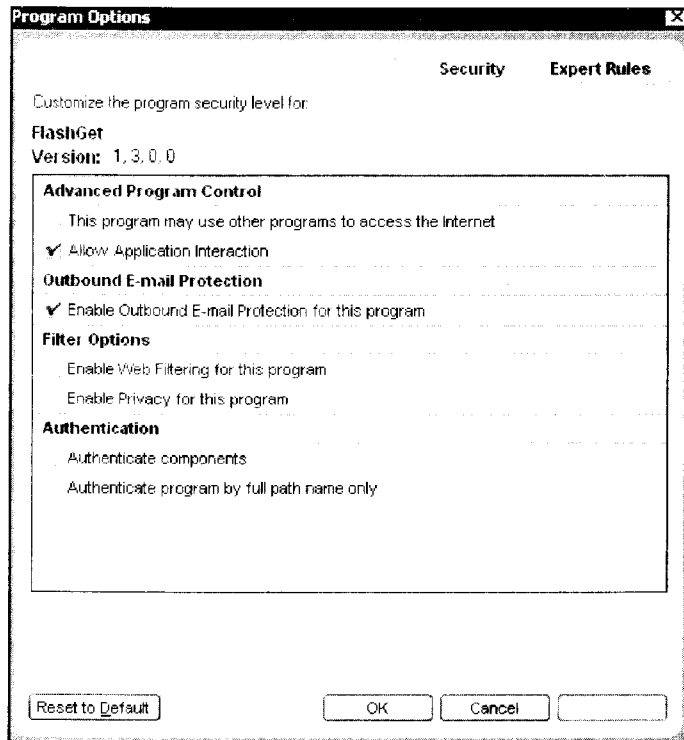 Program Options
Security Expert Rules
Customize the program security level for:
FlashGet
Version: 1, 3, 0, 0
Advanced Program Control
This program may use other programs to access the Internet
✔ Allow Application Interaction
Outbound E-mail Protection
✔ Enable Outbound E-mail Protection for this program
Filter Options
Enable Web Filtering for this program
Enable Privacy for this program
Authentication
Authenticate components
Authenticate program by full path name only
Reset to Default OK Cancel